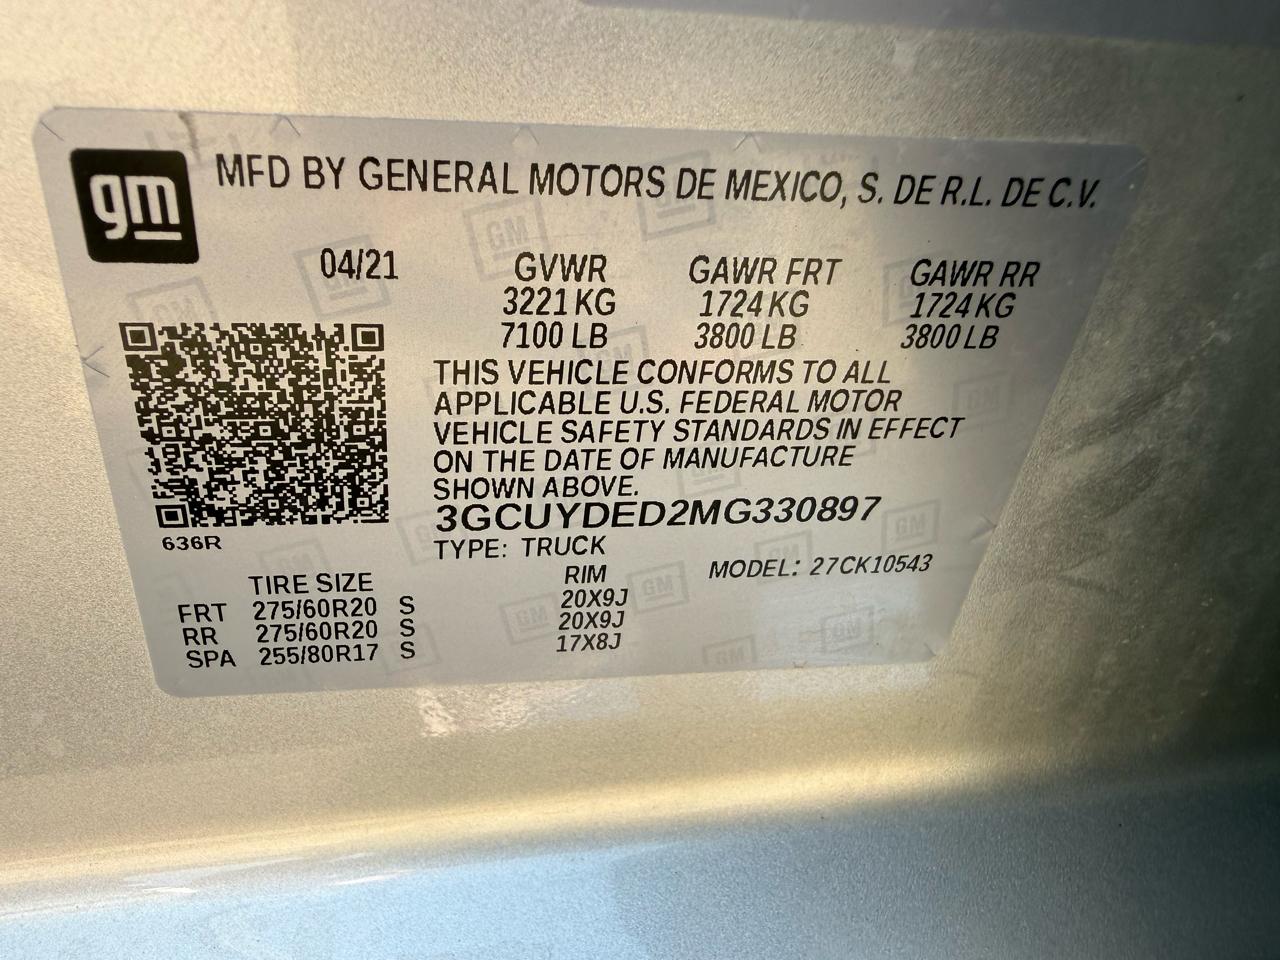 gm
MFD BY GENERAL MOTORS DE MEXICO, S. DE R.L. DE C.V.
04/21 GVWR GAWR FRT GAWR RR
3221 KG 1724 KG 1724 KG
7100 LB 3800 LB 3800 LB
THIS VEHICLE CONFORMS TO ALL
APPLICABLE U.S. FEDERAL MOTOR
VEHICLE SAFETY STANDARDS IN EFFECT
ON THE DATE OF MANUFACTURE
SHOWN ABOVE.
3GCUYDED2MG330897
636R
TYPE: TRUCK
MODEL: 27CK10543
TIRE SIZE RIM
FRT 275/60R20 S 20X9J
RR 275/60R20 S 20X9J
SPA 255/80R17 S 17X8J